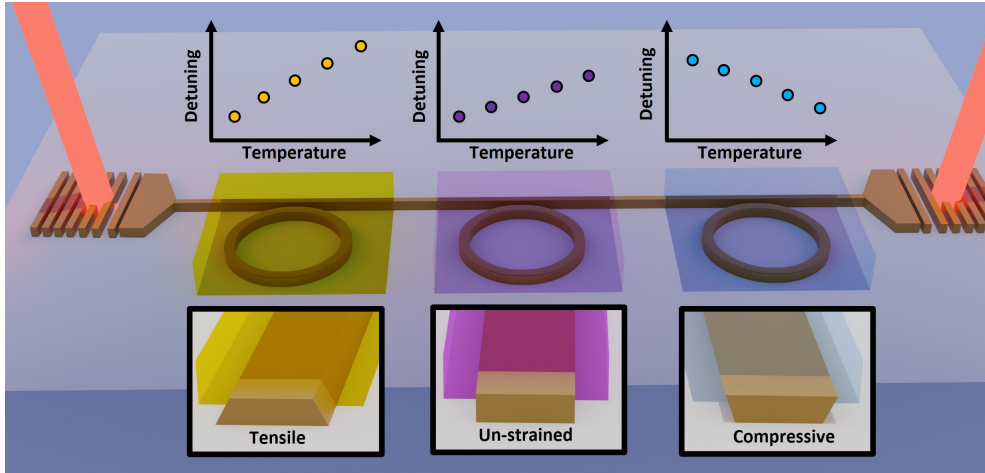 Detuning
Temperature
Detuning
Temperature
Detuning
Temperature
Tensile
Un-strained
Compressive